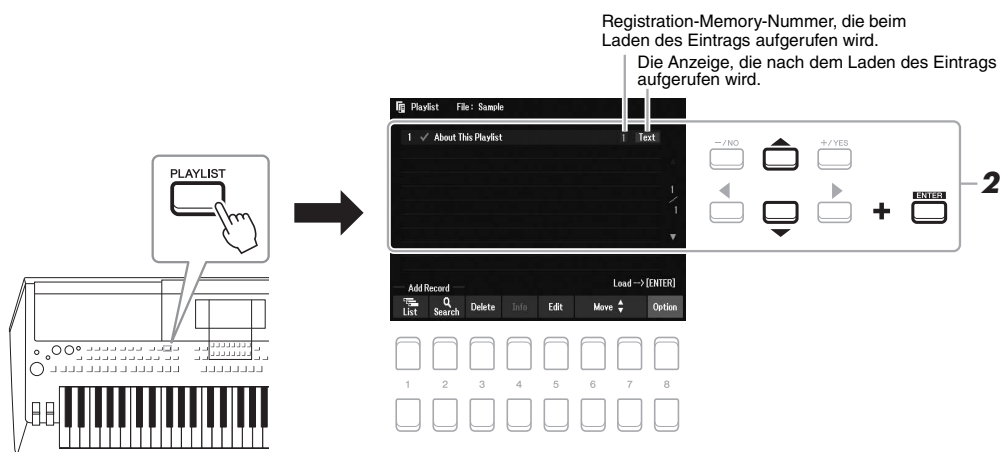 Registration-Memory-Nummer, die beim
Laden des Eintrags aufgerufen wird.
Die Anzeige, die nach dem Laden des Eintrags
aufgerufen wird.
Playlist File: Sample
1 ✓ About This Playlist 1 Text
1
/
1
Load-->[ENTER]
Add Record
List Search Delete Info Edit Move Option
1 2 3 4 5 6 7 8
PLAYLIST
-/NO +/YES
+ ENTER
2